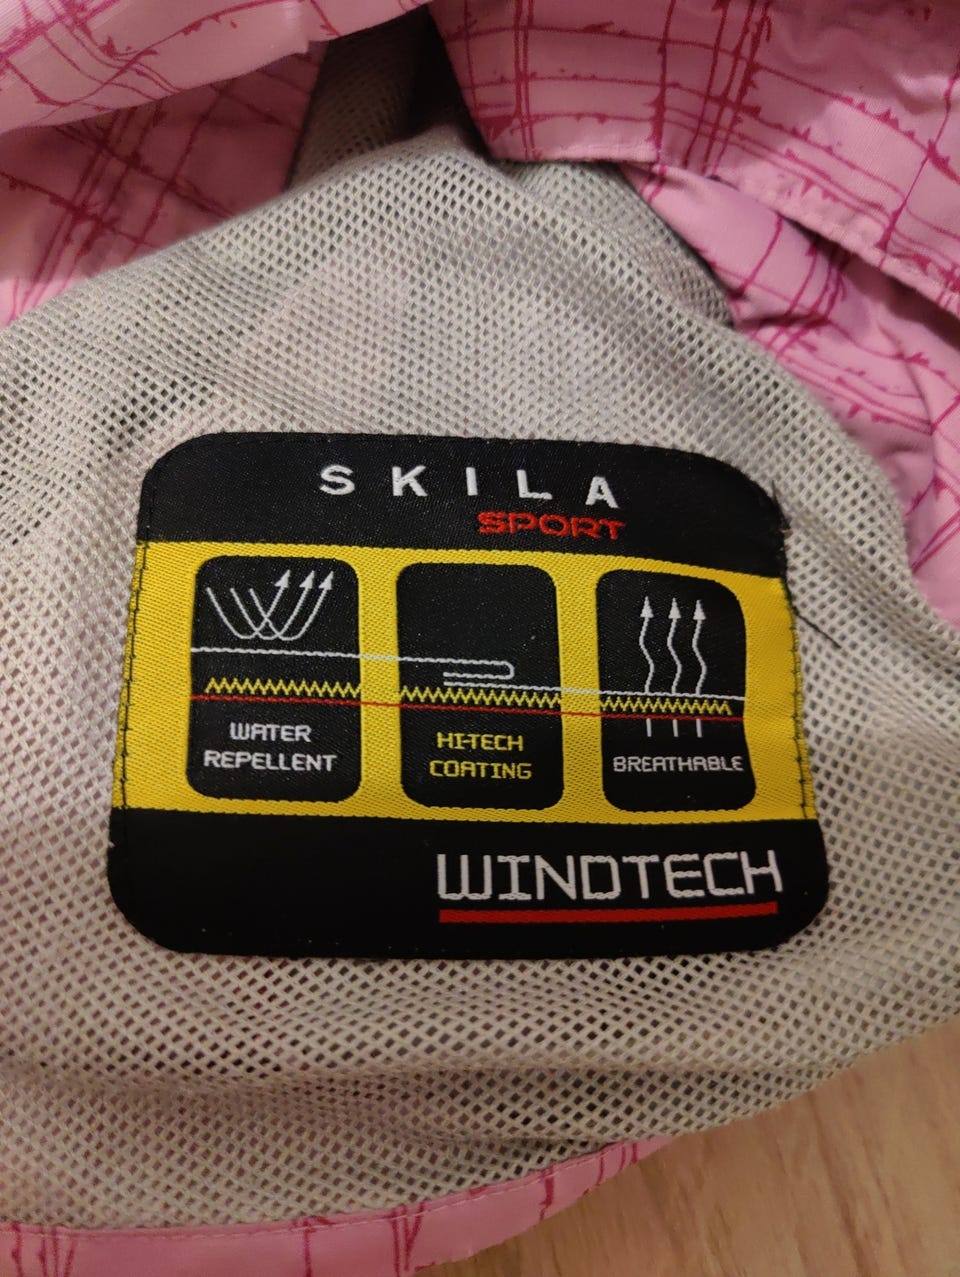 SKILA
SPORT
WATER
REPELLENT
HI-TECH
COATING
BREATHABLE
WINDTECH